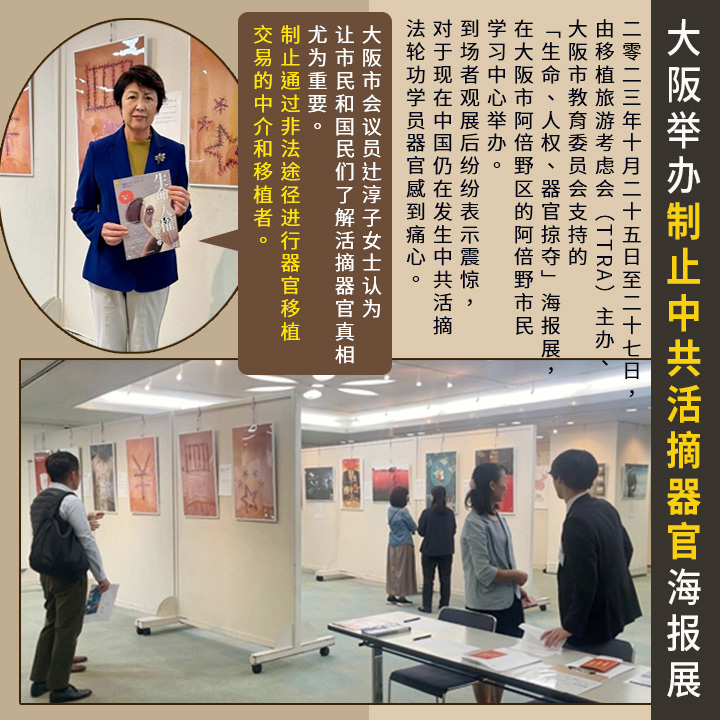 大阪举办制止中共活摘器官海报展
二零二三年十月二十五日至二十七日，
由移植旅游考虑会（TTRA）主办、
大阪市教育委员会支持的
「生命、人权、器官掠夺」海报展，
在大阪市阿倍野区的阿倍野市民
学习中心举办。
到场者观展后纷纷表示震惊，
对于现在中国仍在发生中共活摘
法轮功学员器官感到痛心。
大阪市会议员辻淳子女士认为
让市民和国民们了解活摘器官真相
尤为重要。
制止通过非法途径进行器官移植
交易的中介和移植者。
生命